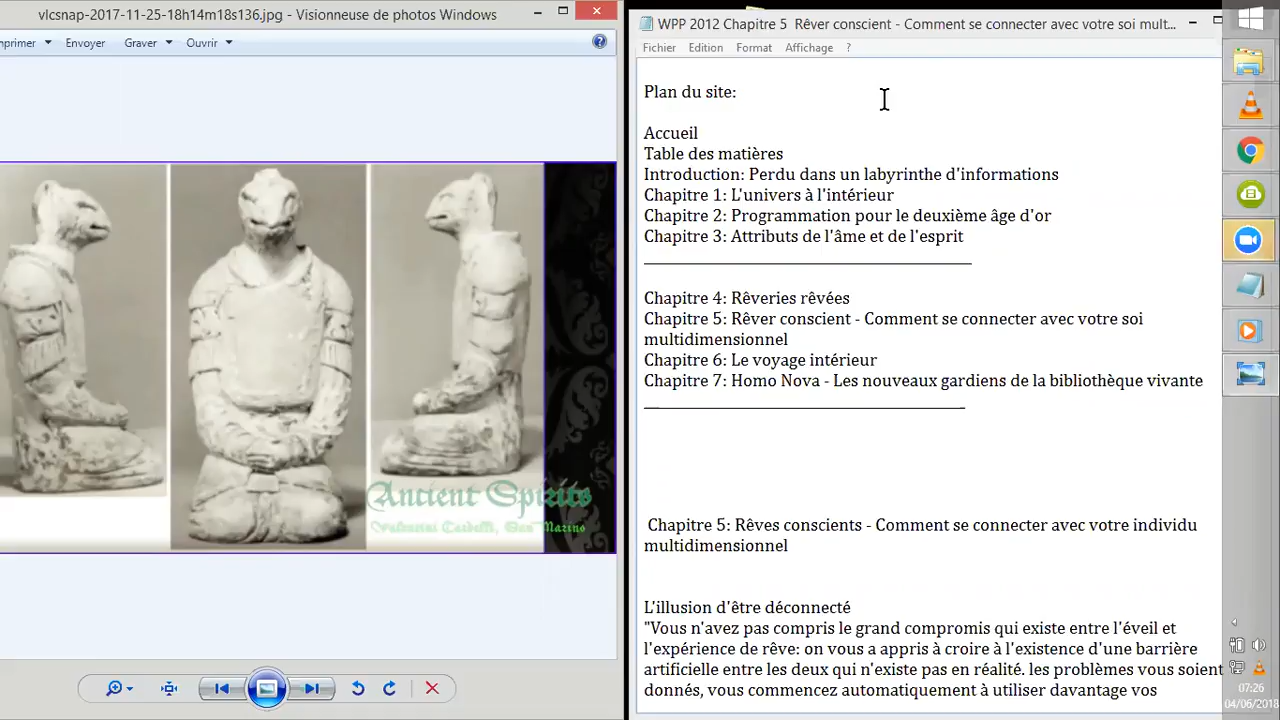 vlcsnap-2017-11-25-18h14m18s136.jpg - Visionneuse de photos Windows
Envoyer
Graver
Ouvrir
Ancient Spirits
WPP 2012 Chapitre 5 Rêver conscient - Comment se connecter avec votre soi mult...
Fichier Edition Format Affichage ?
Plan du site:
Accueil
Table des matières
Introduction: Perdu dans un labyrinthe d'informations
Chapitre 1: L'univers à l'intérieur
Chapitre 2: Programmation pour le deuxième âge d'or
Chapitre 3: Attributs de l'âme et de l'esprit
Chapitre 4: Rêveries rêvées
Chapitre 5: Rêver conscient - Comment se connecter avec votre soi
multidimensionnel
Chapitre 6: Le voyage intérieur
Chapitre 7: Homo Nova - Les nouveaux gardiens de la bibliothèque vivante
Chapitre 5: Rêves conscients - Comment se connecter avec votre individu
multidimensionnel
L'illusion d'être déconnecté
"Vous n'avez pas compris le grand compromis qui existe entre l'éveil et
l'expérience de rêve: on vous a appris à croire à l'existence d'une barrière
artificielle entre les deux qui n'existe pas en réalité. les problèmes vous soient
donnés, vous commencez automatiquement à utiliser davantage vos
07:26
04/06/2018